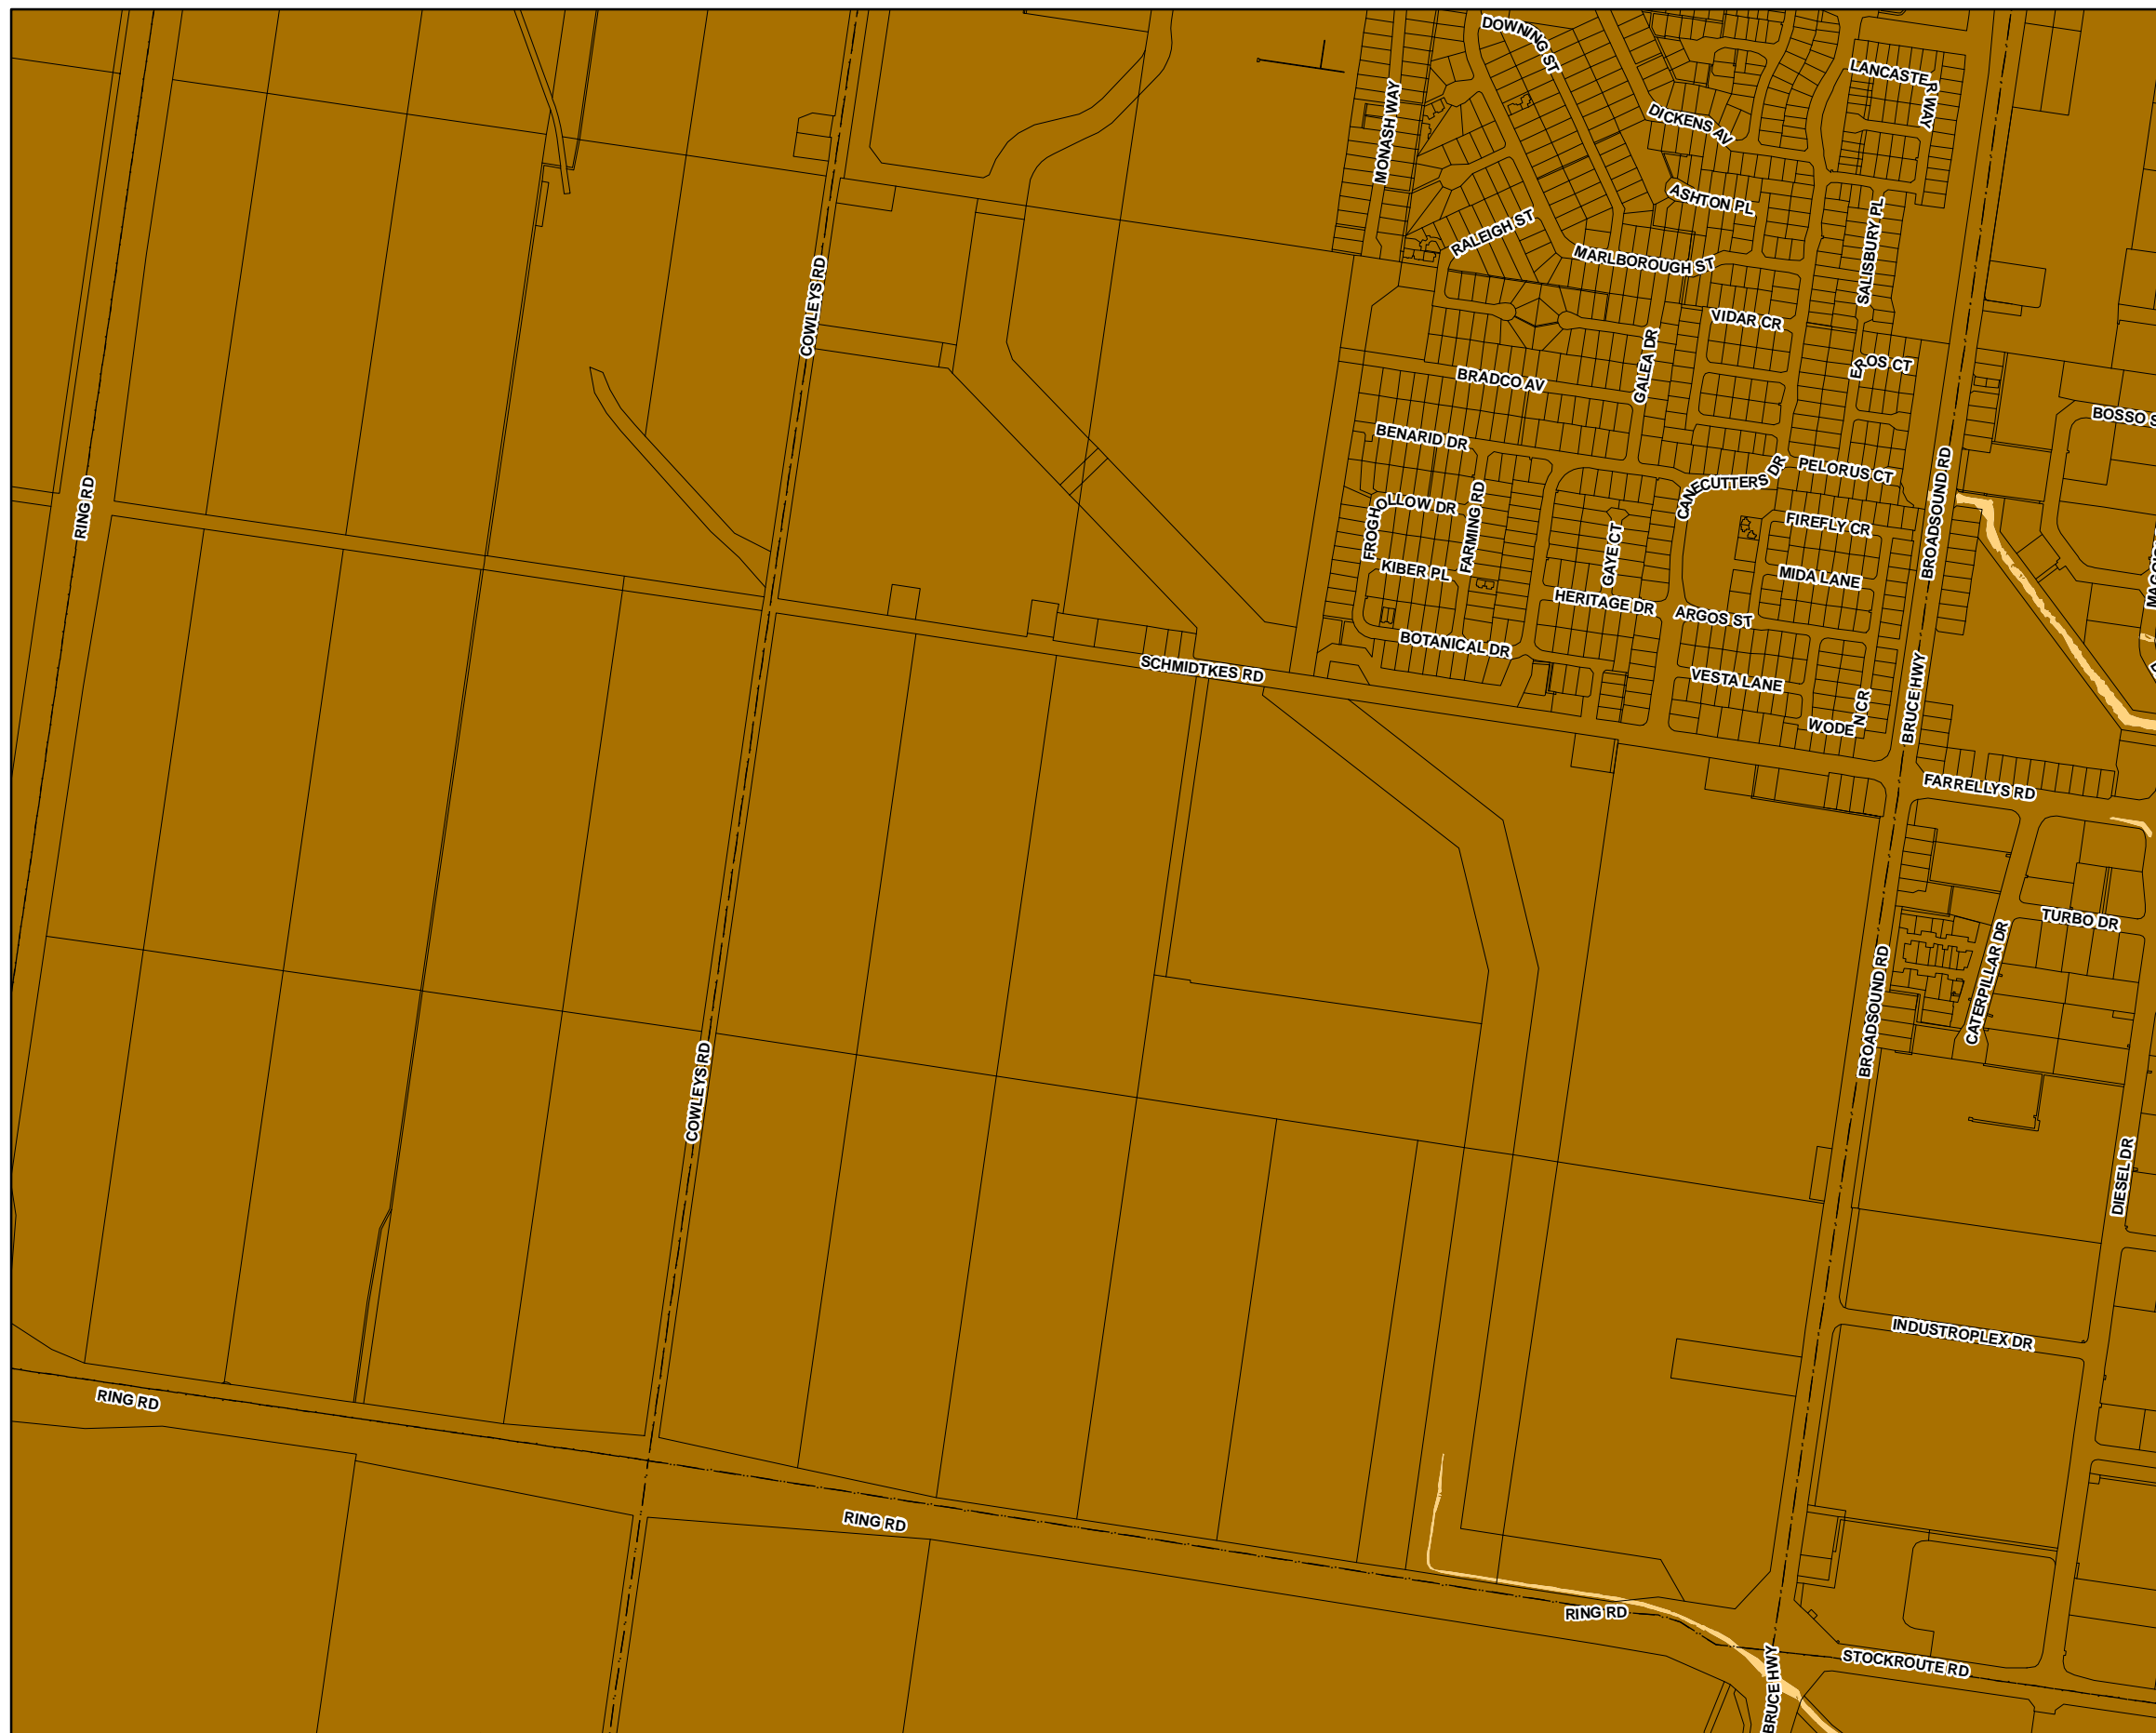 DOWNING ST
LANCASTER WAY
MONASH WAY
DICKENS AV
ASHTON PL
RALEIGH ST
SALISBURY PL
MARLBOROUGH ST
COWLEYS RD
VIDAR CR
GALEA DR
EROS CT
BRADCO AV
BOSSO S
BENARID DR
PELORUS CT
CANECUTTERS DR
RING RD
FROGHOLLOW DR
FARMING RD
BROADSOUND RD
FIREFLY CR
GAYE CT
KIBER PL
MIDA LANE
HERITAGE DR
ARGOS ST
BOTANICAL DR
SCHMIDTKES RD
VESTA LANE
BRUCE HWY
WODEN CR
FARRELLYS RD
TURBO DR
CATERPILLAR DR
BROADSOUND RD
COWLEYS RD
DIESEL DR
INDUSTROPLEX DR
RING RD
RING RD
RING RD
STOCKROUTE RD
BRUCE HWY